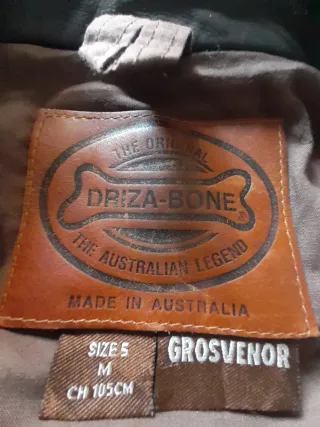 THE ORIGINAL
DRIZA-BONE®
THE AUSTRALIAN LEGEND
MADE IN AUSTRALIA
SIZE 5
M
CH 105CM
GROSVENOR